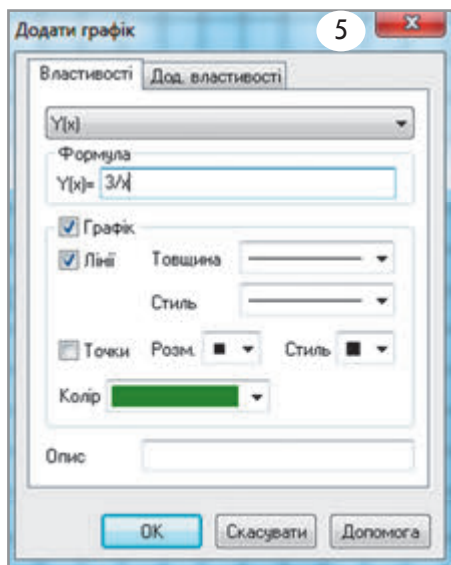 Додати графік
5
Властивості Дод. властивості
Y(x)
Формула
Y(x)= 3/x
Графік
Лінії Товщина
Стиль
Точки Розм. Стиль
Колір
Опис
OK Скасувати Допомога